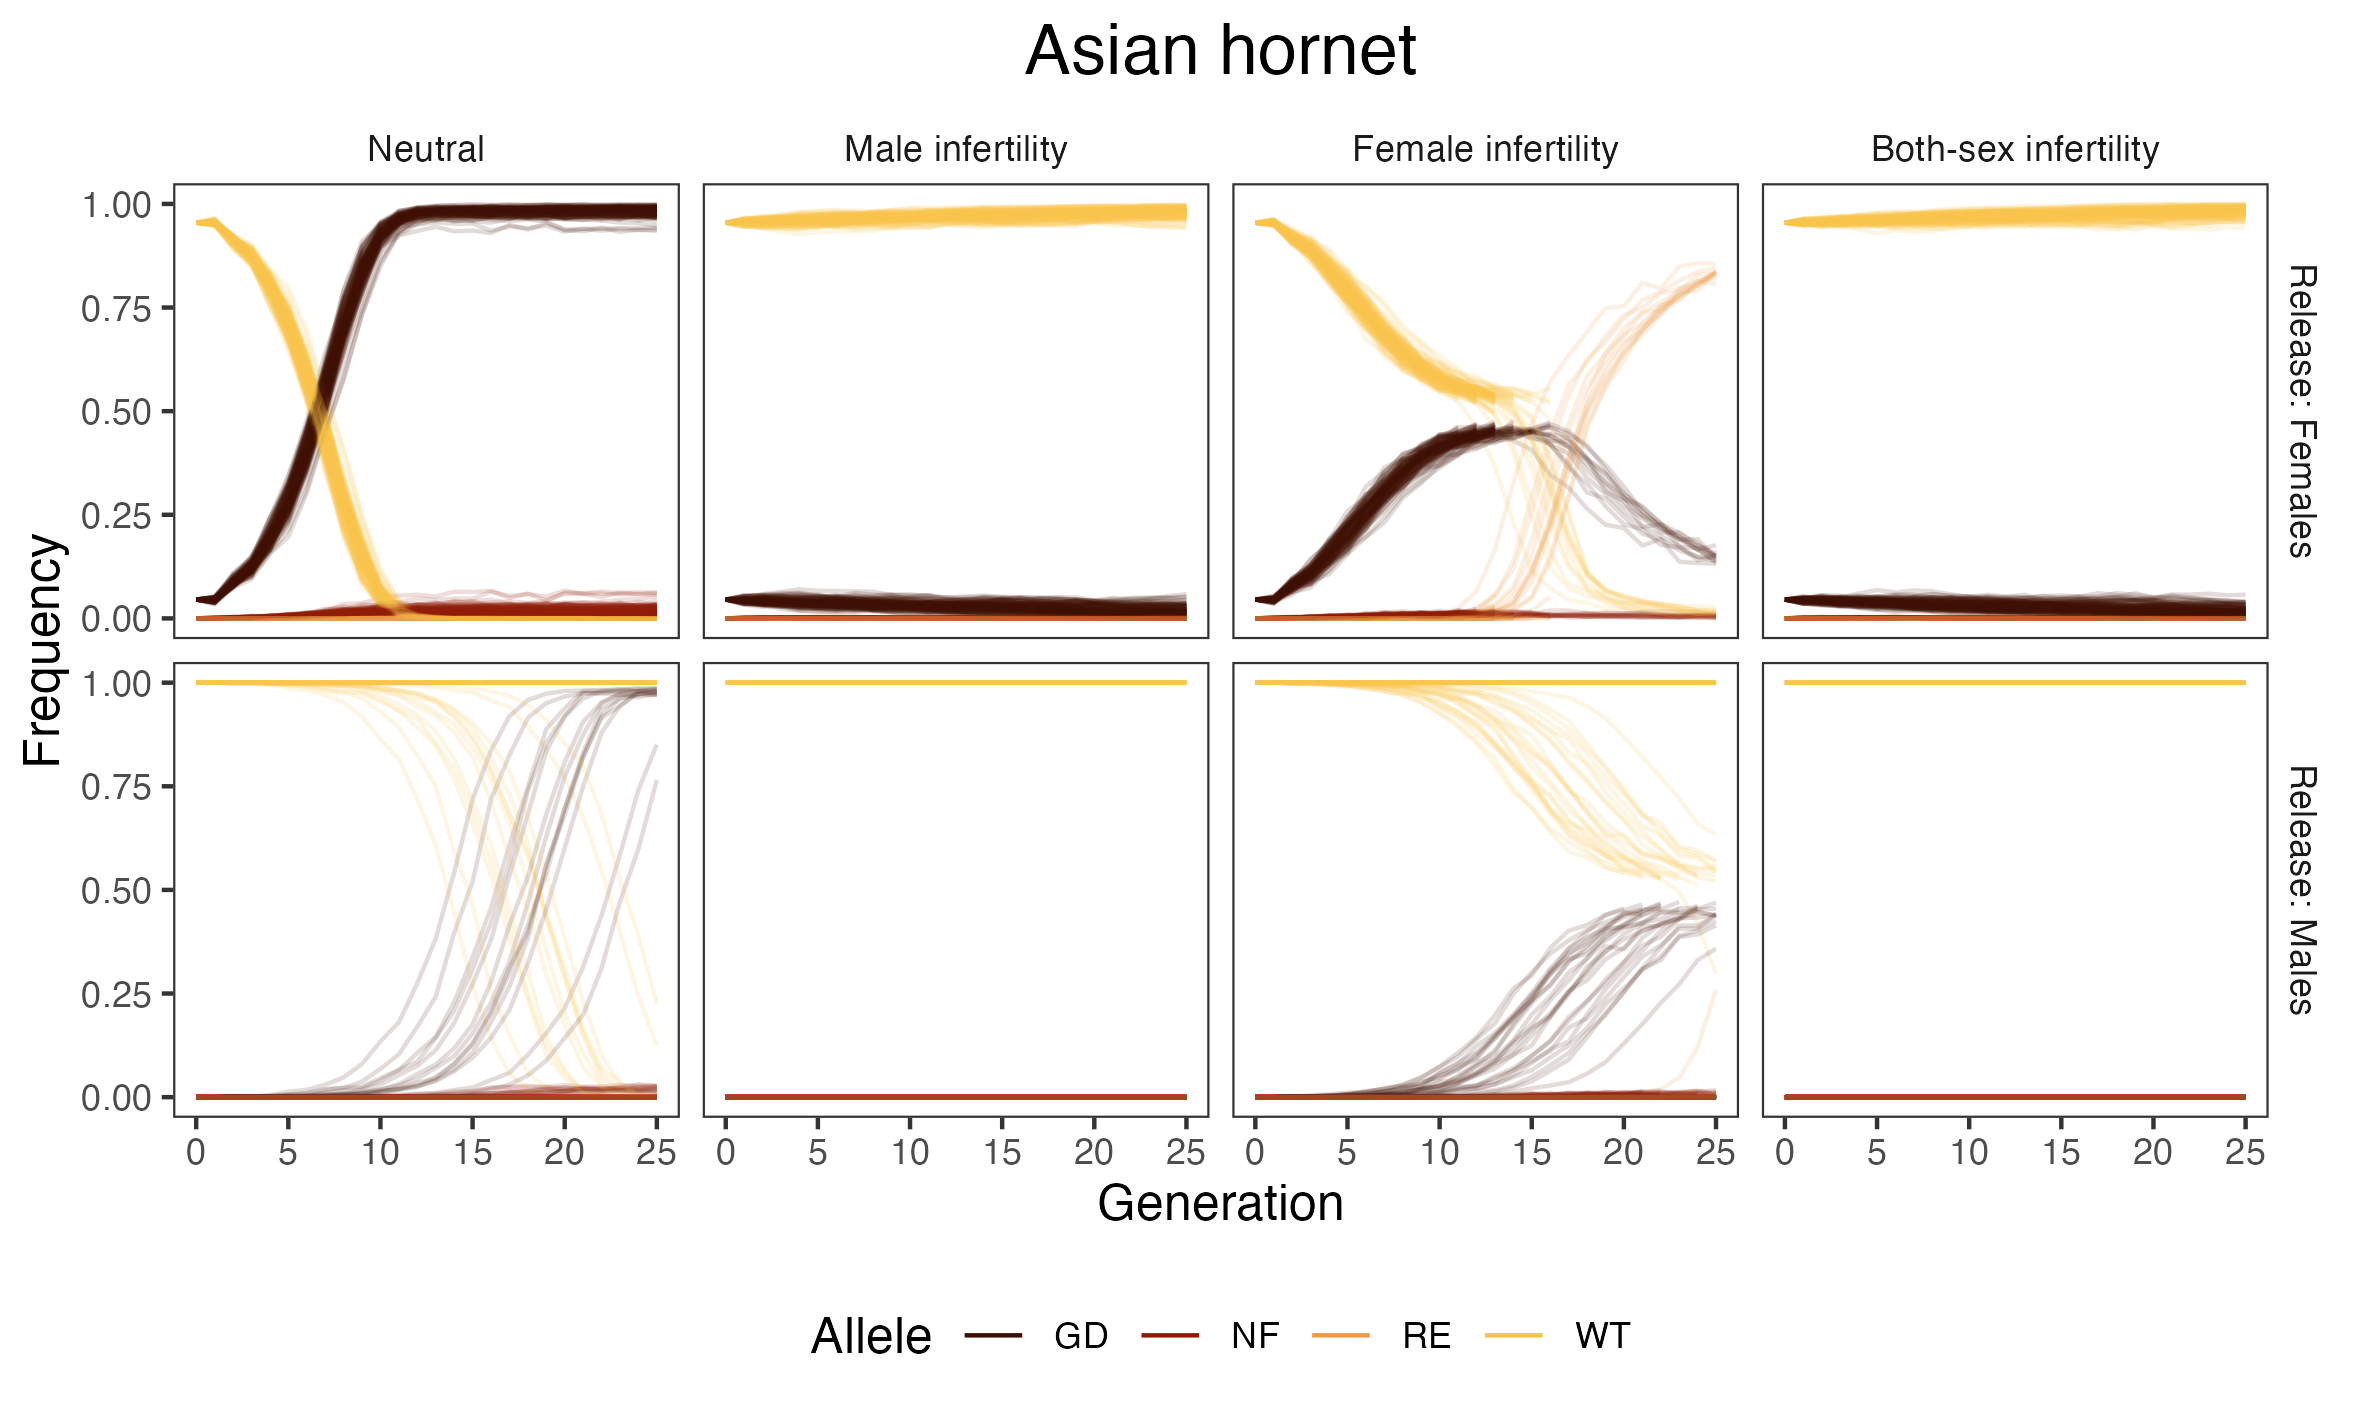 Asian hornet
Neutral Male infertility Female infertility Both-sex infertility
1.00
0.75
0.50
0.25
0.00
Release: Females
1.00
0.75
0.50
0.25
0.00
Release: Males
Frequency
0 5 10 15 20 25 0 5 10 15 20 25 0 5 10 15 20 25 0 5 10 15 20 25
Generation
Allele GD NF RE WT